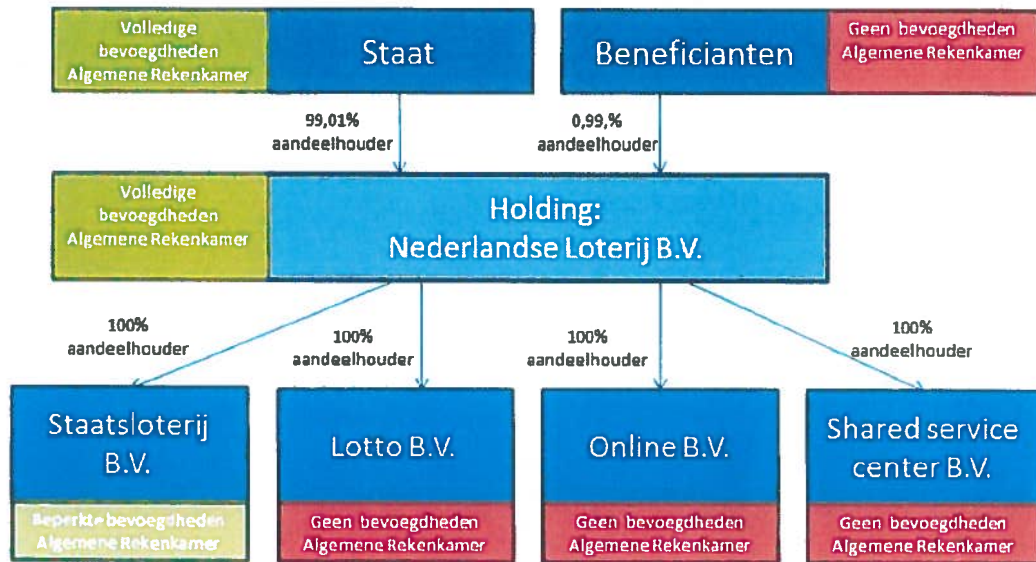 Volledige
bevoegdheden
Algemene Rekenkamer
Staat
Beneficianten
Geen bevoegdheden
Algemene Rekenkamer
99,01%
aandeelhouder
0,99,%
aandeelhouder
Volledige
bevoegdheden
Algemene Rekenkamer
Holding:
Nederlandse Loterij B.V.
100%
aandeelhouder
100%
aandeelhouder
100%
aandeelhouder
100%
aandeelhouder
Staatsloterij
B.V.
Beperkte bevoegdheden
Algemene Rekenkamer
Lotto B.V.
Geen bevoegdheden
Algemene Rekenkamer
Online B.V.
Geen bevoegdheden
Algemene Rekenkamer
Shared service
center B.V.
Geen bevoegdheden
Algemene Rekenkamer